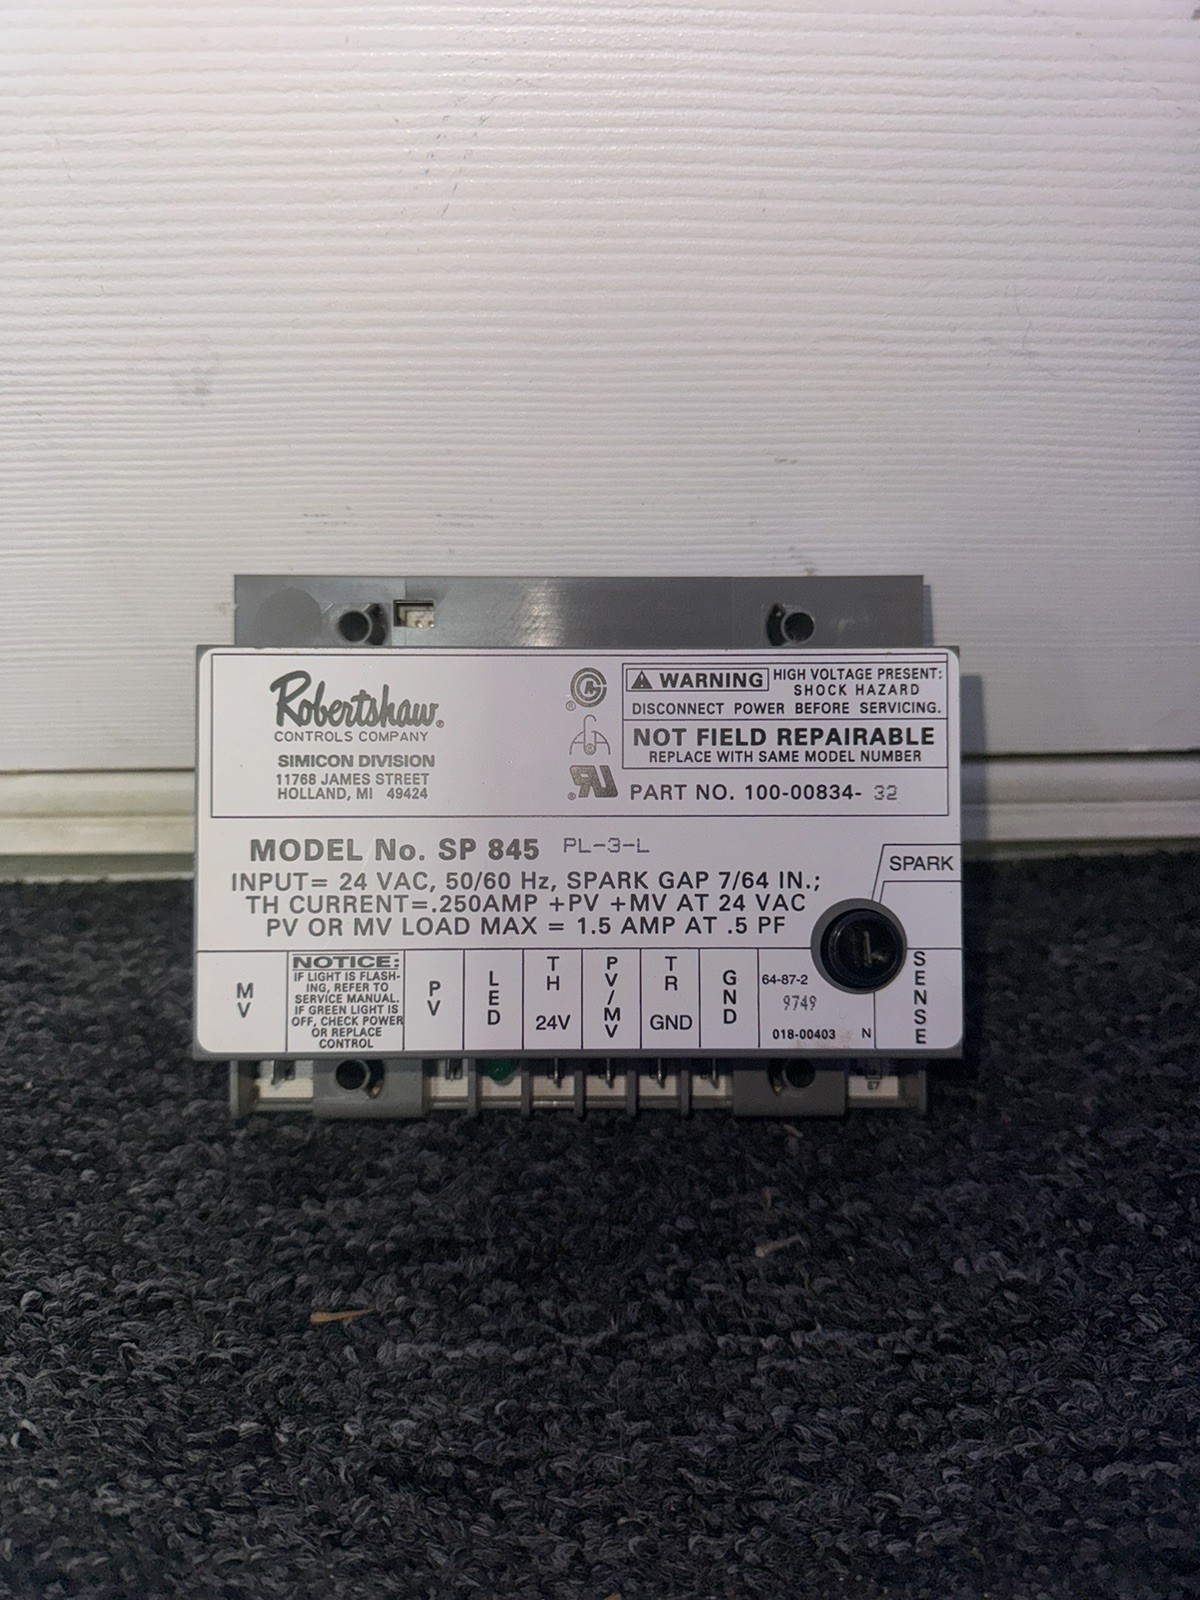 Robertshaw®
CONTROLS COMPANY
SIMICON DIVISION
11768 JAMES STREET
HOLLAND, MI 49424
WARNING HIGH VOLTAGE PRESENT:
SHOCK HAZARD
DISCONNECT POWER BEFORE SERVICING.
NOT FIELD REPAIRABLE
REPLACE WITH SAME MODEL NUMBER
PART NO. 100-00834- 32
MODEL No. SP 845 PL-3-L
INPUT= 24 VAC, 50/60 Hz, SPARK GAP 7/64 IN.;
TH CURRENT=.250AMP +PV +MV AT 24 VAC
PV OR MV LOAD MAX = 1.5 AMP AT .5 PF
SPARK
MV
NOTICE:
IF LIGHT IS FLASH-
ING, REFER TO
SERVICE MANUAL.
IF GREEN LIGHT IS
OFF, CHECK POWER
OR REPLACE
CONTROL
PV
LED
TH
24V
PV/MV
TR
GND
GND
64-87-2
9749
018-00403 N
SENSE